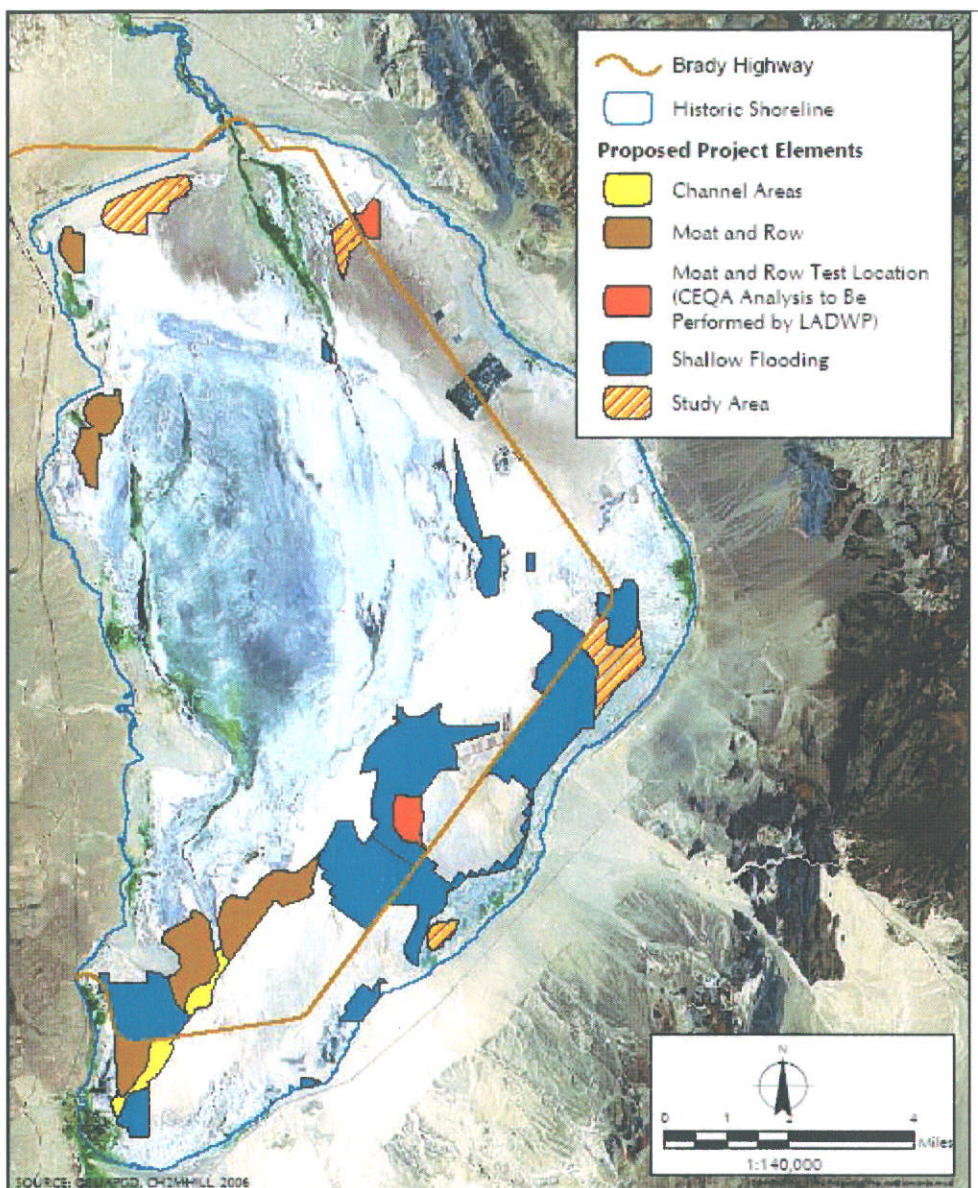 Brady Highway
Historic Shoreline
Proposed Project Elements
Channel Areas
Moat and Row
Moat and Row Test Location
(CEQA Analysis to Be
Performed by LADWP)
Shallow Flooding
Study Area
N
0 1 2 4
Miles
1:140,000
SOURCE: CH2MHILL 2006